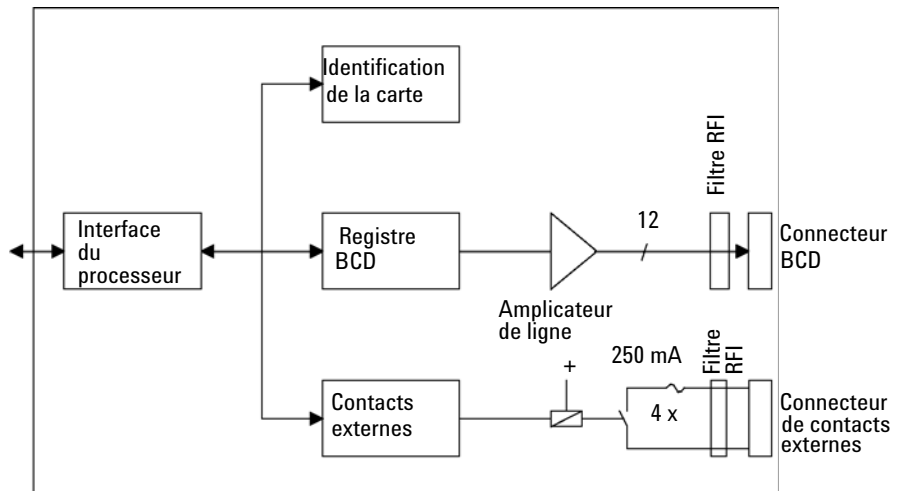 Identification
de la carte
Filtre RFI
Interface
du
processeur
Registre
BCD
12
Connecteur
BCD
Amplicateur
de ligne
Contacts
externes
+
250 mA
4 x
Filtre
RFI
Connecteur
de contacts
externes